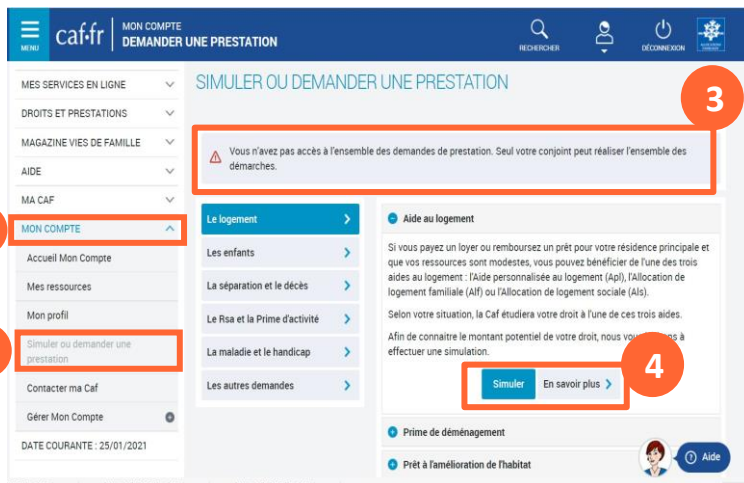 MENU
caf.fr
MON COMPTE
DEMANDER UNE PRESTATION
RECHERCHER
DÉCONNEXION
MES SERVICES EN LIGNE
DROITS ET PRESTATIONS
MAGAZINE VIES DE FAMILLE
AIDE
MA CAF
MON COMPTE
Accueil Mon Compte
Mes ressources
Mon profil
Simuler ou demander une
prestation
Contacter ma Caf
Gérer Mon Compte
DATE COURANTE : 25/01/2021
SIMULER OU DEMANDER UNE PRESTATION
3
Vous n'avez pas accès à l'ensemble des demandes de prestation. Seul votre conjoint peut réaliser l'ensemble des
démarches.
Le logement
Les enfants
La séparation et le décès
Le Rsa et la Prime d'activité
La maladie et le handicap
Les autres demandes
Aide au logement
Si vous payez un loyer ou remboursez un prêt pour votre résidence principale et
que vos ressources sont modestes, vous pouvez bénéficier de l'une des trois
aides au logement : l'Aide personnalisée au logement (Apl), l'Allocation de
logement familiale (Alf) ou l'Allocation de logement sociale (Als).
Selon votre situation, la Caf étudiera votre droit à l'une de ces trois aides.
Afin de connaitre le montant potentiel de votre droit, nous à
effectuer une simulation.
4
Simuler En savoir plus
Prime de déménagement
Prêt à l'amélioration de l'habitat
? Aide